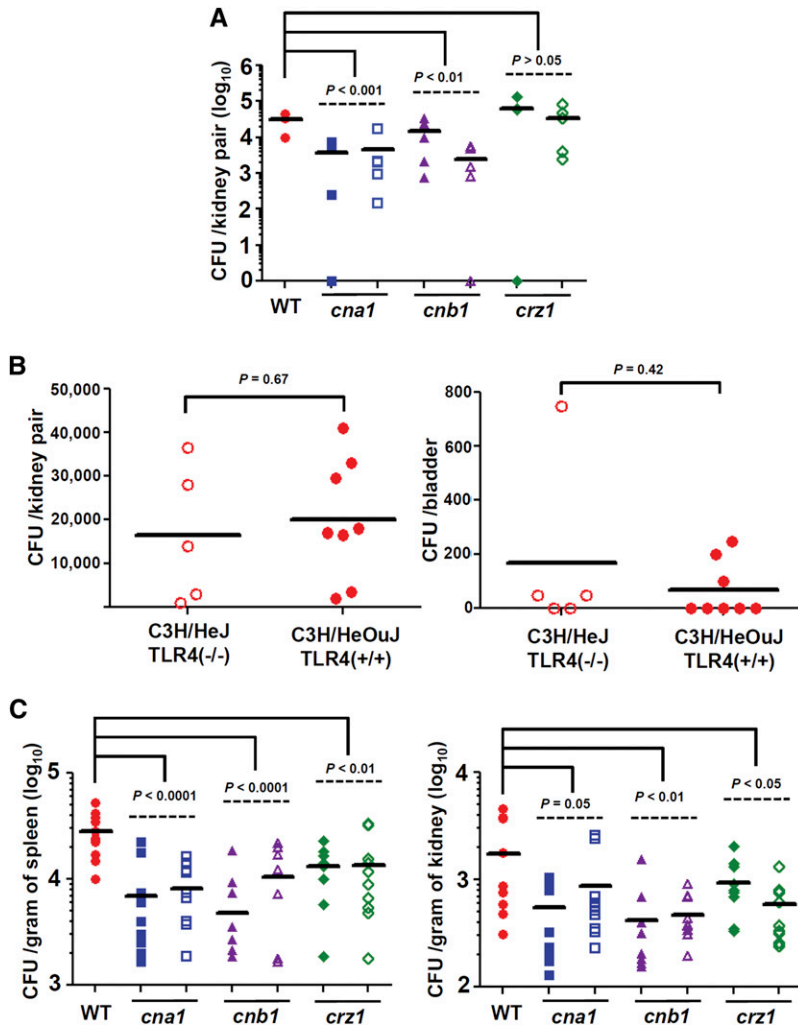 A
CFU /kidney pair (log10)
6
5
4
3
2
1
0
P < 0.001
P < 0.01
P > 0.05
WT
cna1
cnb1
crz1
B
CFU /kidney pair
50,000
40,000
30,000
20,000
10,000
P = 0.67
C3H/HeJ
TLR4(-/-)
C3H/HeOuJ
TLR4(+/+)
CFU /bladder
800
600
400
200
0
P = 0.42
C3H/HeJ
TLR4(-/-)
C3H/HeOuJ
TLR4(+/+)
C
CFU /gram of spleen (log10)
5
4
3
P < 0.0001
P < 0.0001
P < 0.01
WT
cna1
cnb1
crz1
CFU /gram of kidney (log10)
4
3
2
P = 0.05
P < 0.01
P < 0.05
WT
cna1
cnb1
crz1